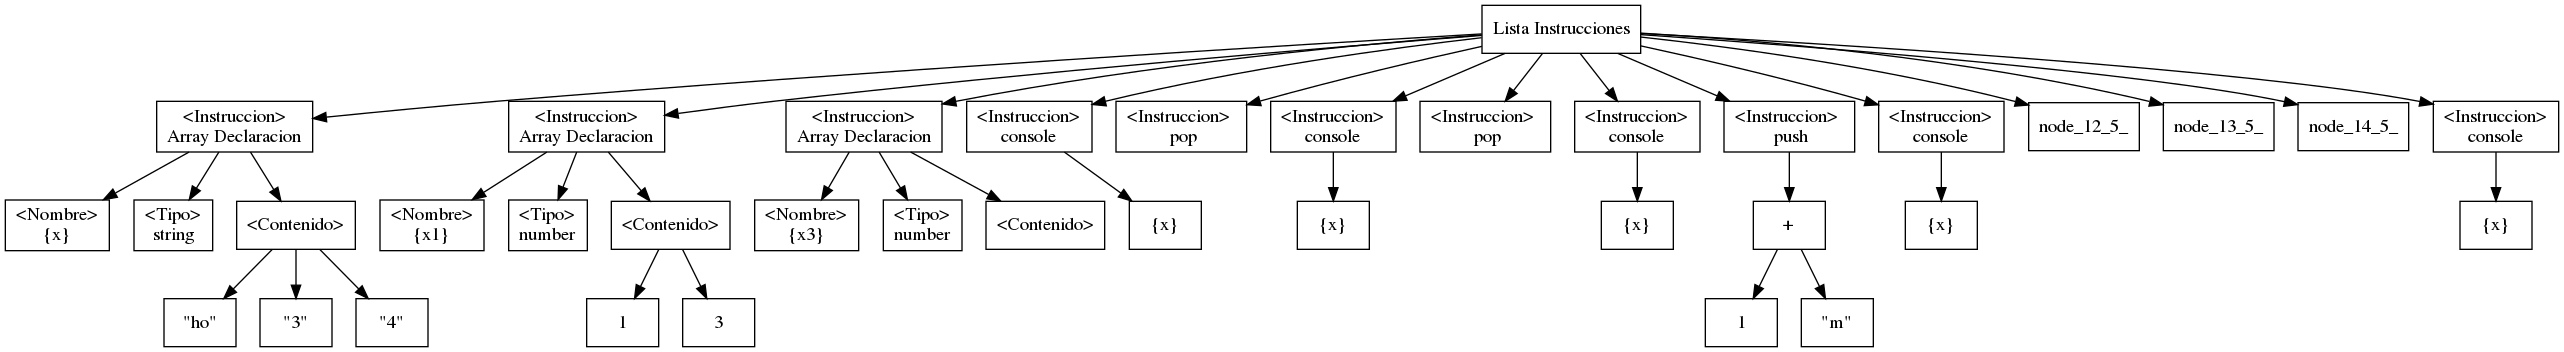 Lista Instrucciones
<Instruccion>
Array Declaracion
<Instruccion>
Array Declaracion
<Instruccion>
Array Declaracion
<Instruccion>
console
<Instruccion>
pop
<Instruccion>
console
<Instruccion>
pop
<Instruccion>
console
<Instruccion>
push
<Instruccion>
console
node_12_5_
node_13_5_
node_14_5_
<Instruccion>
console
<Nombre>
{x}
<Tipo>
string
<Contenido>
<Nombre>
{x1}
<Tipo>
number
<Contenido>
<Nombre>
{x3}
<Tipo>
number
<Contenido>
{x}
{x}
{x}
+
{x}
{x}
"ho"
"3"
"4"
1
3
1
"m"